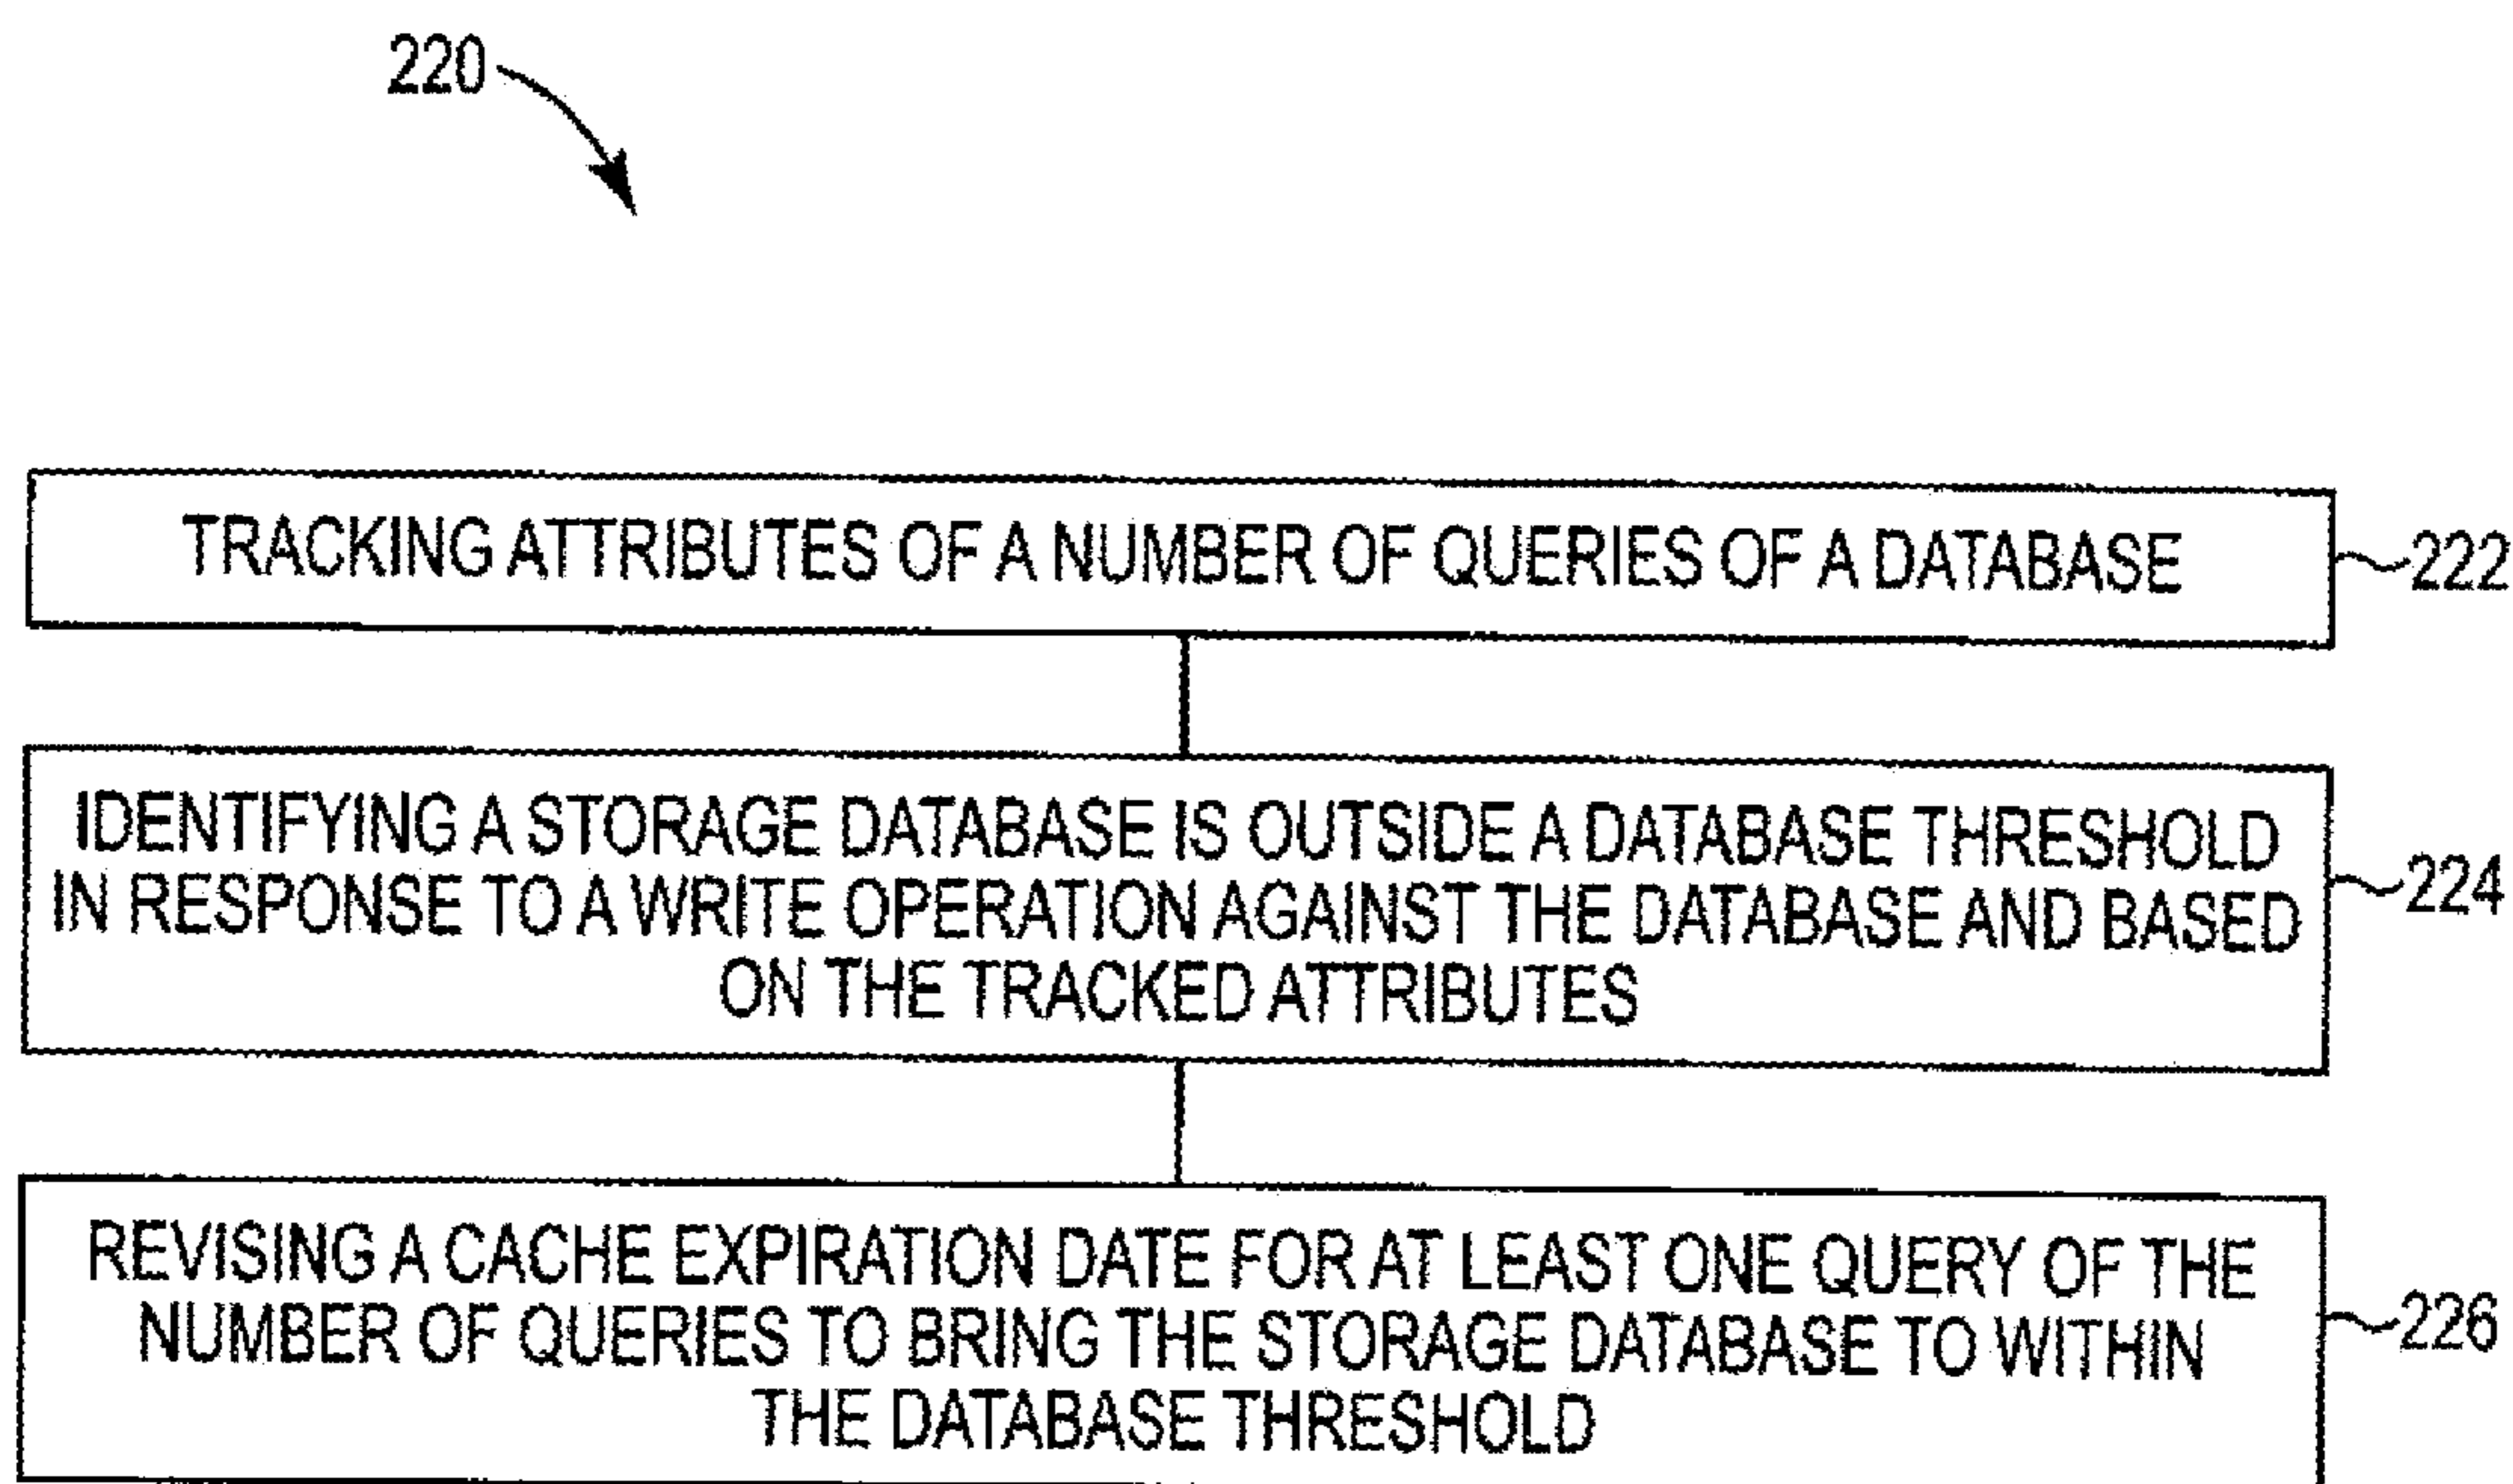 220
TRACKING ATTRIBUTES OF A NUMBER OF QUERIES OF A DATABASE
222
IDENTIFYING A STORAGE DATABASE IS OUTSIDE A DATABASE THRESHOLD
IN RESPONSE TO A WRITE OPERATION AGAINST THE DATABASE AND BASED
ON THE TRACKED ATTRIBUTES
224
REVISING A CACHE EXPIRATION DATE FOR AT LEAST ONE QUERY OF THE
NUMBER OF QUERIES TO BRING THE STORAGE DATABASE TO WITHIN
THE DATABASE THRESHOLD
226